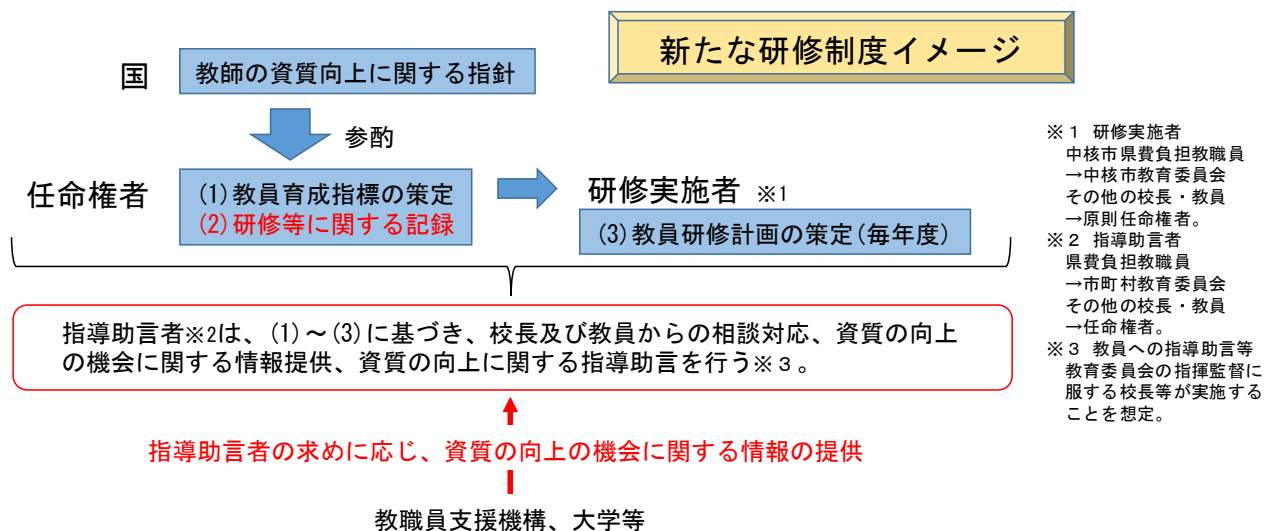 新たな研修制度イメージ
国
教師の資質向上に関する指針
参酌
任命権者
(1)教員育成指標の策定
(2)研修等に関する記録
研修実施者 ※1
(3)教員研修計画の策定(毎年度)
指導助言者※2は、(1)～(3)に基づき、校長及び教員からの相談対応、資質の向上
の機会に関する情報提供、資質の向上に関する指導助言を行う※３。
指導助言者の求めに応じ、資質の向上の機会に関する情報の提供
教職員支援機構、大学等
※１ 研修実施者
中核市県費負担教職員
→中核市教育委員会
その他の校長・教員
→原則任命権者。
※２ 指導助言者
県費負担教職員
→市町村教育委員会
その他の校長・教員
→任命権者。
※３ 教員への指導助言等
教育委員会の指揮監督に
服する校長等が実施する
ことを想定。